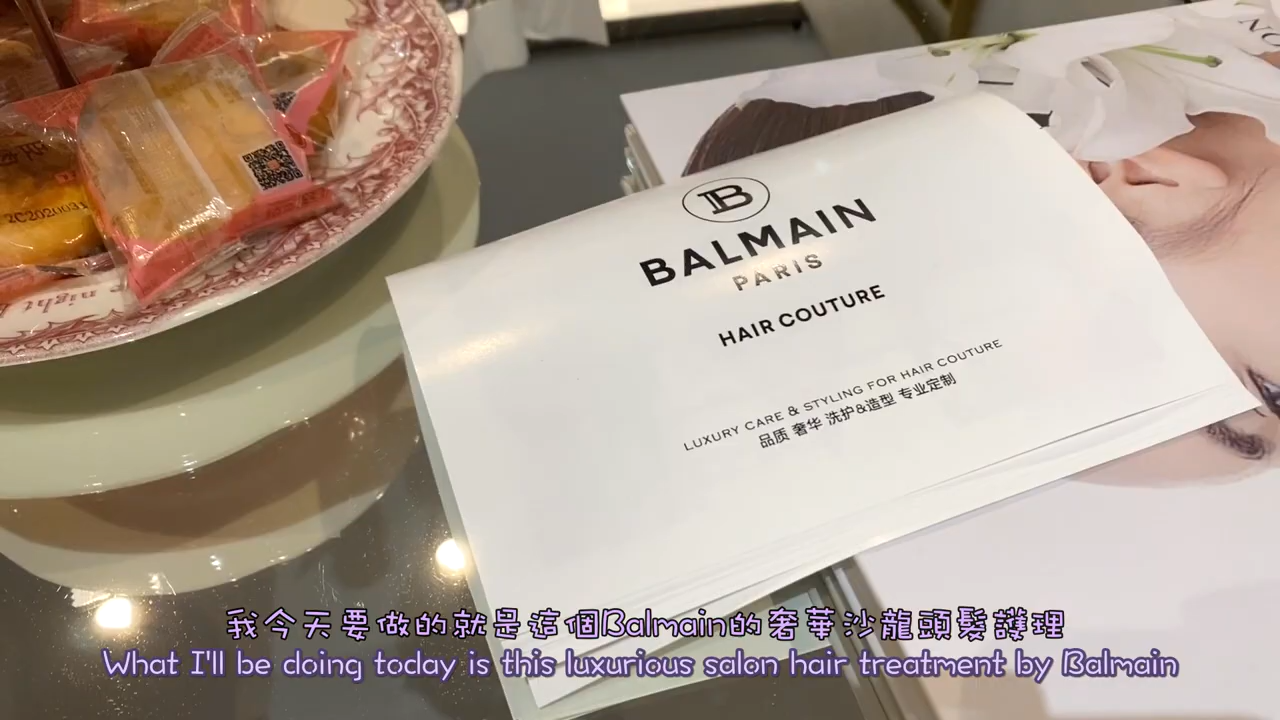 NO
B
BALMAIN
PARIS
HAIR COUTURE
LUXURY CARE & STYLING FOR HAIR COUTURE
品质 奢华 洗护&造型 专业定制
night
我今天要做的就是這個Balmain的奢華沙龍頭髮護理
What I'll be doing today is this luxurious salon hair treatment by Balmain